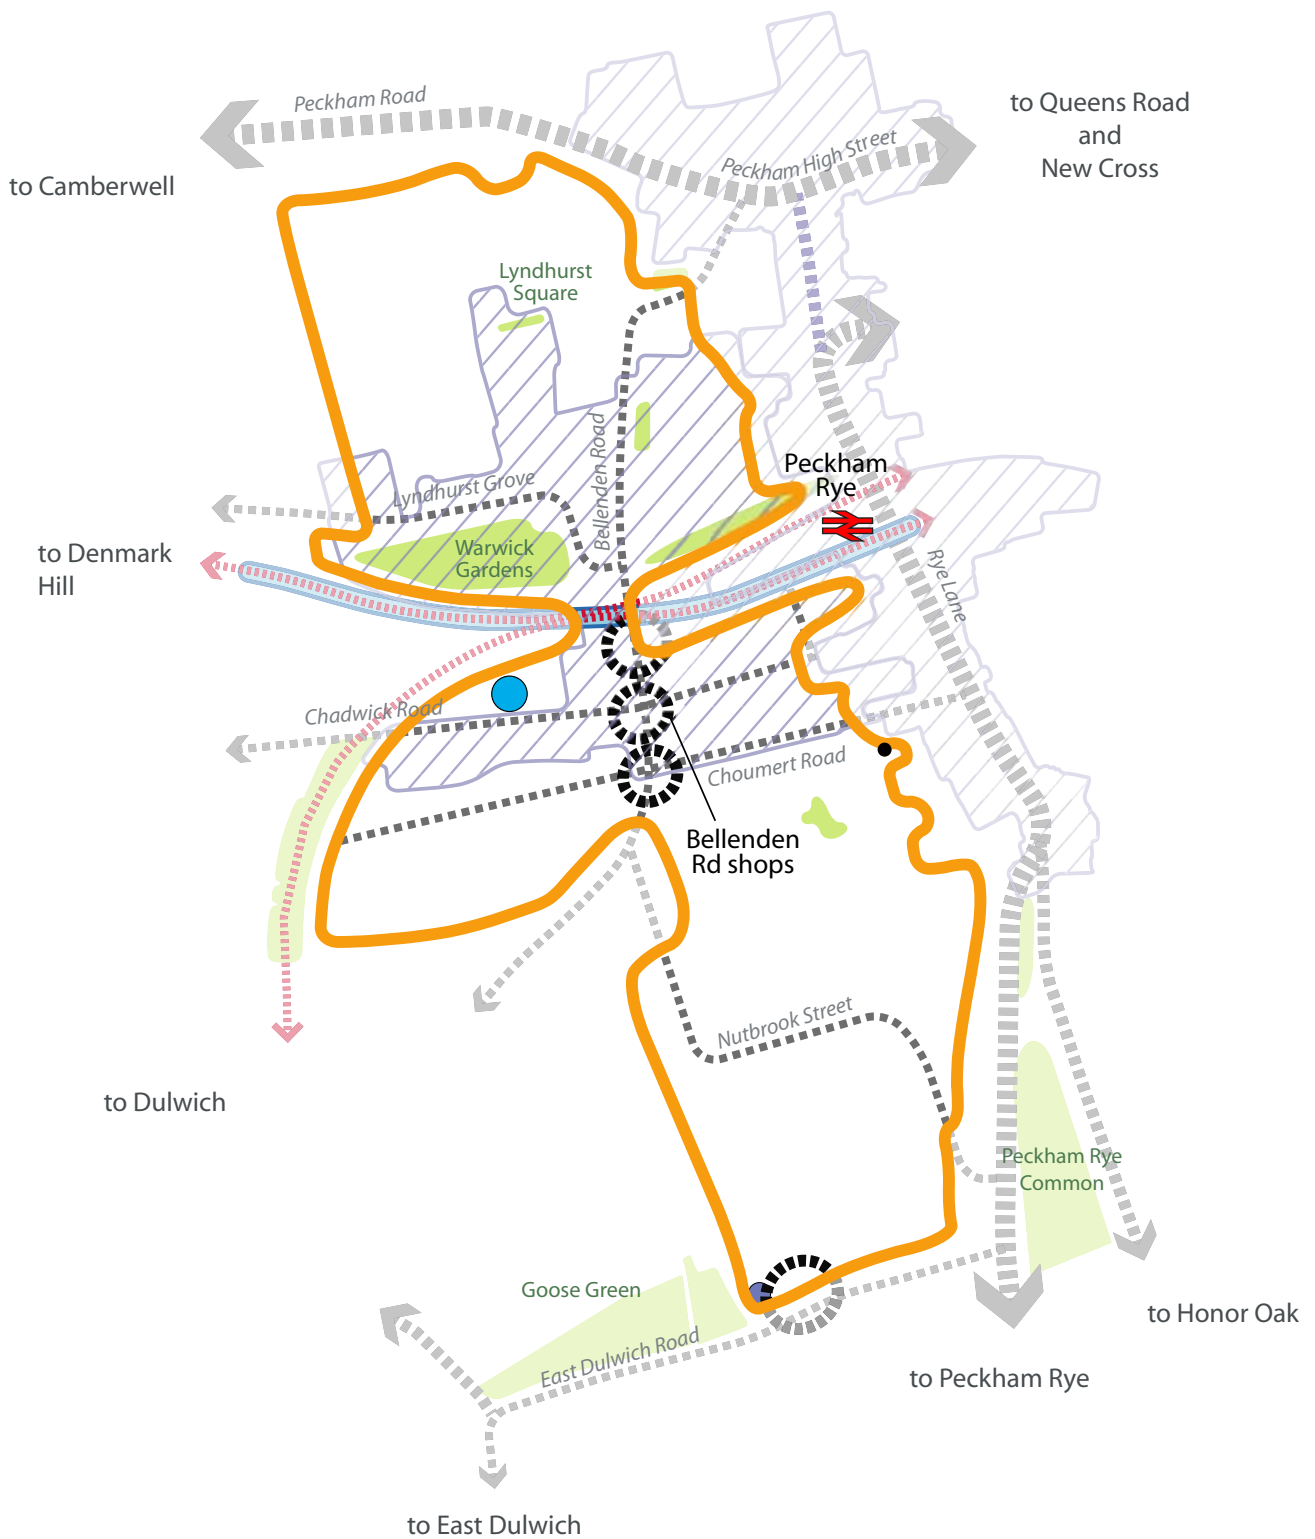 Peckham Road
to Queens Road
and
New Cross
Peckham High Street
to Camberwell
Lyndhurst
Square
Bellenden Road
Peckham
Rye
Lyndhurst Grove
Warwick
Gardens
to Denmark
Hill
Rye Lane
Chadwick Road
Choumert Road
Bellenden
Rd shops
Nutbrook Street
to Dulwich
Peckham Rye
Common
Goose Green
to Honor Oak
East Dulwich Road
to Peckham Rye
to East Dulwich